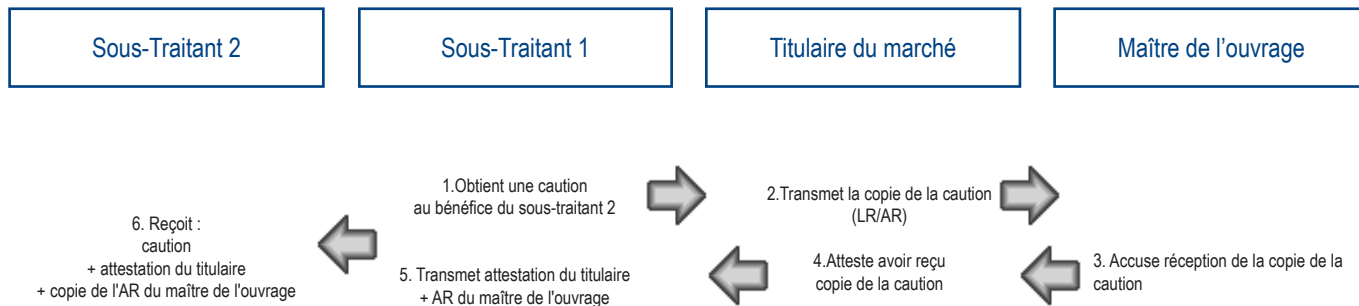 Sous-Traitant 2
Sous-Traitant 1
Titulaire du marché
Maître de l’ouvrage
1.Obtient une caution
au bénéfice du sous-traitant 2
2.Transmet la copie de la caution
(LR/AR)
3. Accuse réception de la copie de la
caution
4.Atteste avoir reçu
copie de la caution
5. Transmet attestation du titulaire
+ AR du maître de l'ouvrage
6. Reçoit :
caution
+ attestation du titulaire
+ copie de l'AR du maître de l'ouvrage